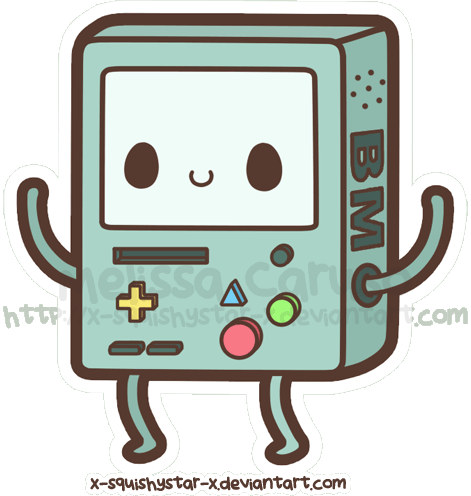 BMO
Melissa Caruso
http://x-squishystar-x.deviantart.com
x-squishystar-x.deviantart.com